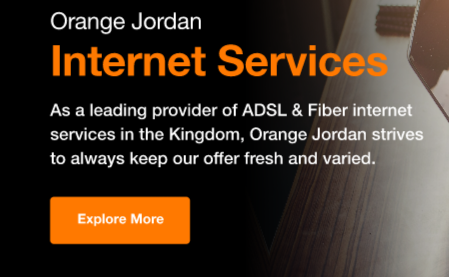 Orange Jordan
Internet Services
As a leading provider of ADSL & Fiber internet
services in the Kingdom, Orange Jordan strives
to always keep our offer fresh and varied.
Explore More